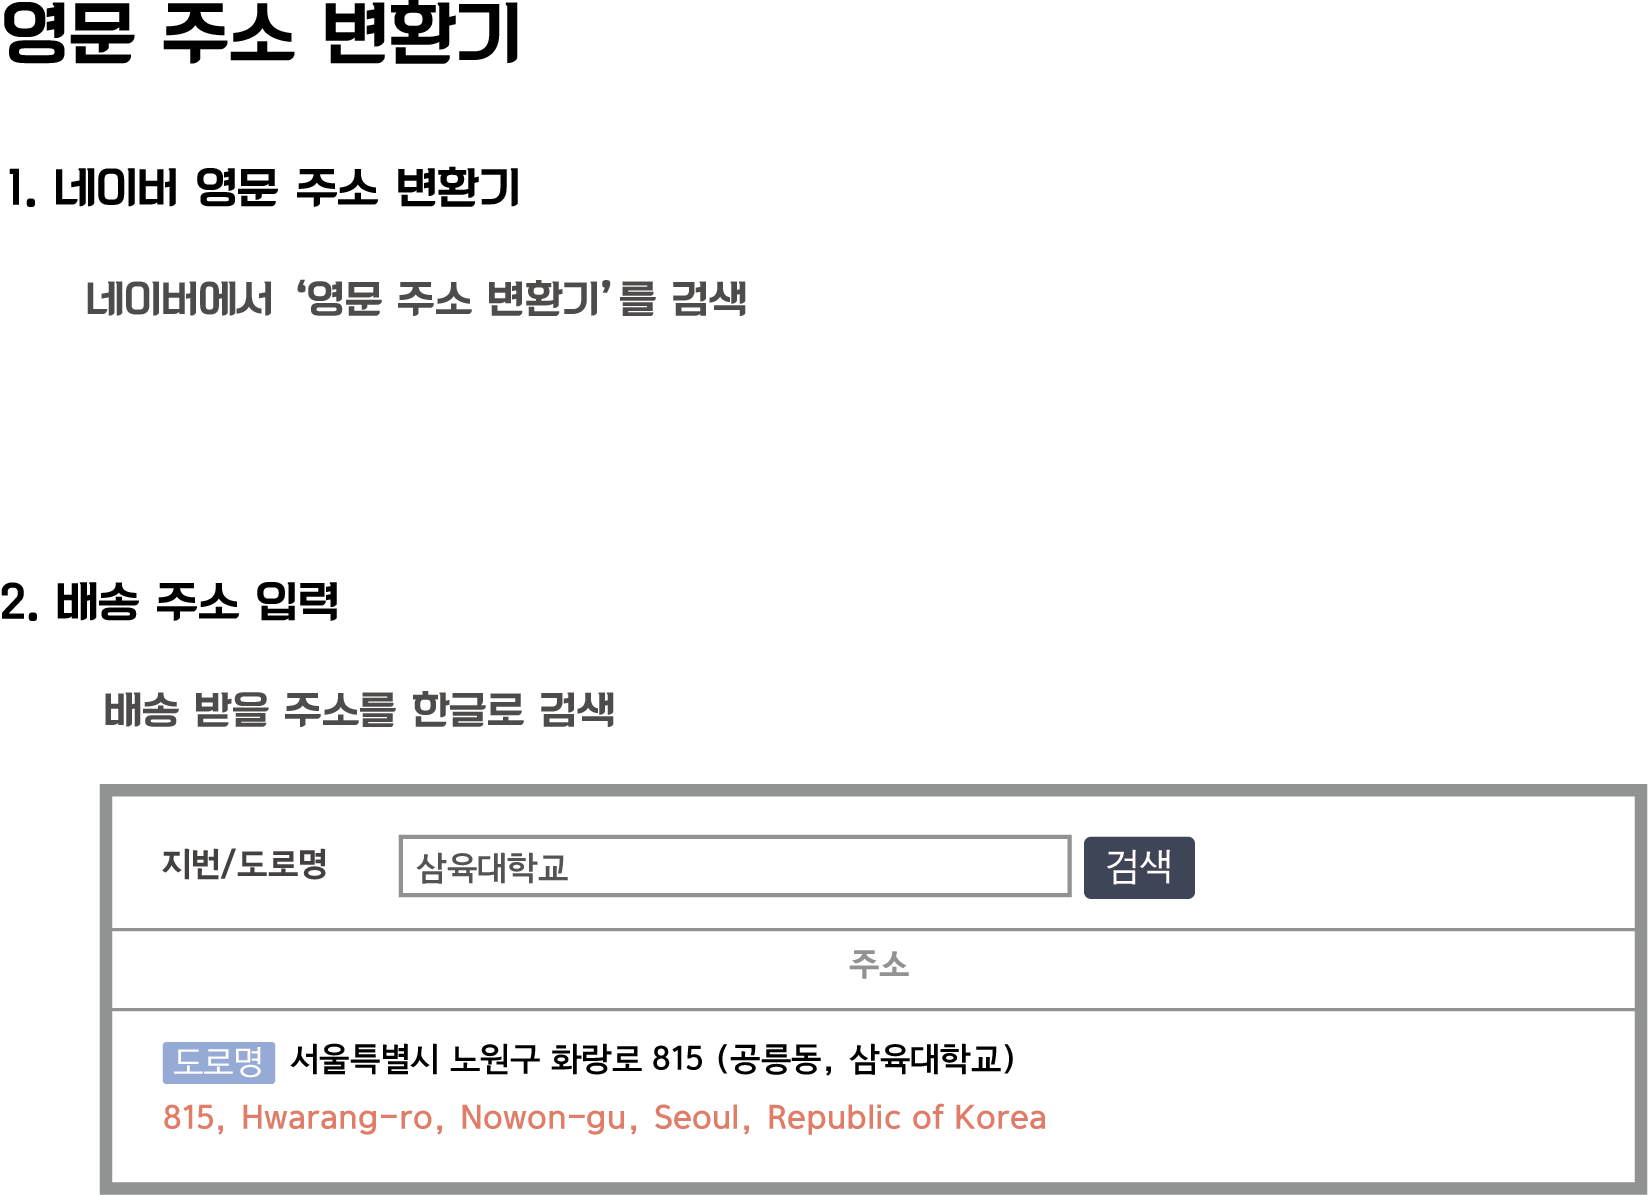 영문 주소 변환기
1. 네이버 영문 주소 변환기
네이버에서 ‘영문 주소 변환기’를 검색
2. 배송 주소 입력
배송 받을 주소를 한글로 검색
지번/도로명 삼육대학교 검색
주소
도로명 서울특별시 노원구 화랑로 815 (공릉동, 삼육대학교)
815, Hwarang-ro, Nowon-gu, Seoul, Republic of Korea